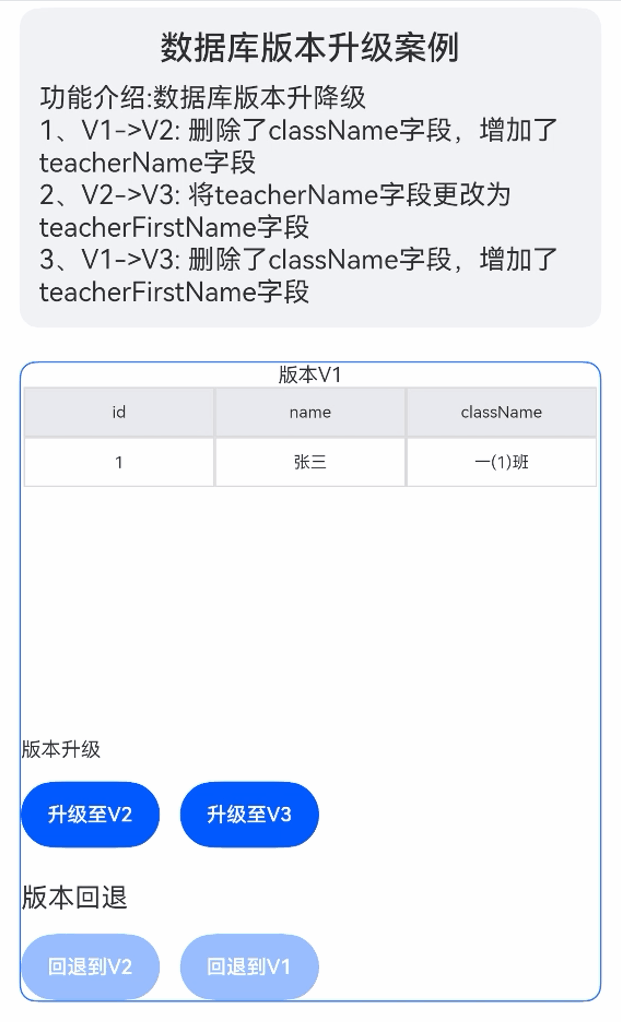 数据库版本升级案例
功能介绍:数据库版本升降级
1、V1->V2: 删除了className字段，增加了
teacherName字段
2、V2->V3: 将teacherName字段更改为
teacherFirstName字段
3、V1->V3: 删除了className字段，增加了
teacherFirstName字段
版本V1
id name className
1 张三 一(1)班
版本升级
升级至V2 升级至V3
版本回退
回退到V2 回退到V1